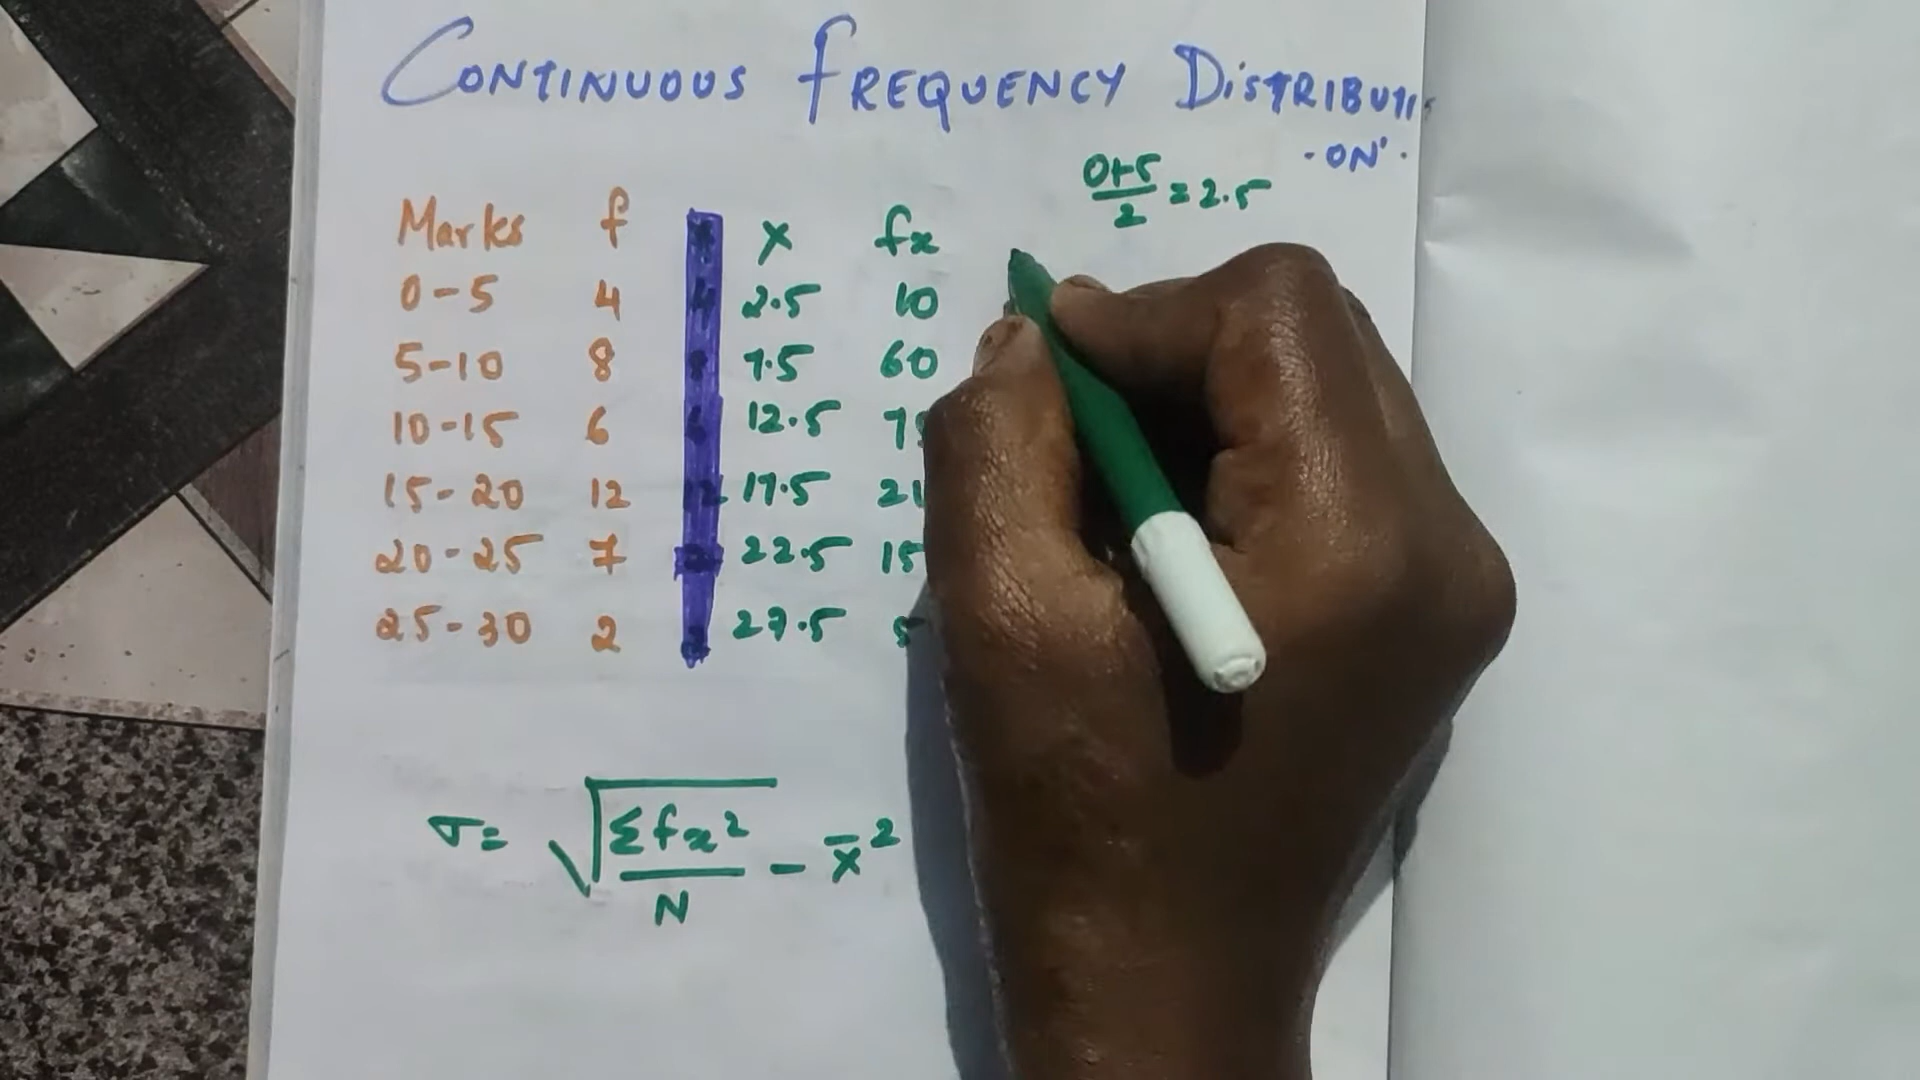 CONTINUOUS FREQUENCY DISTRIBUTI
-ON.
0+5/2 = 2.5
Marks f x fx
0-5 4 2.5 10
5-10 8 7.5 60
10-15 6 12.5
15-20 12 17.5
20-25 7 22.5
25-30 2 27.5
σ= √Σfx²/N - x̄²